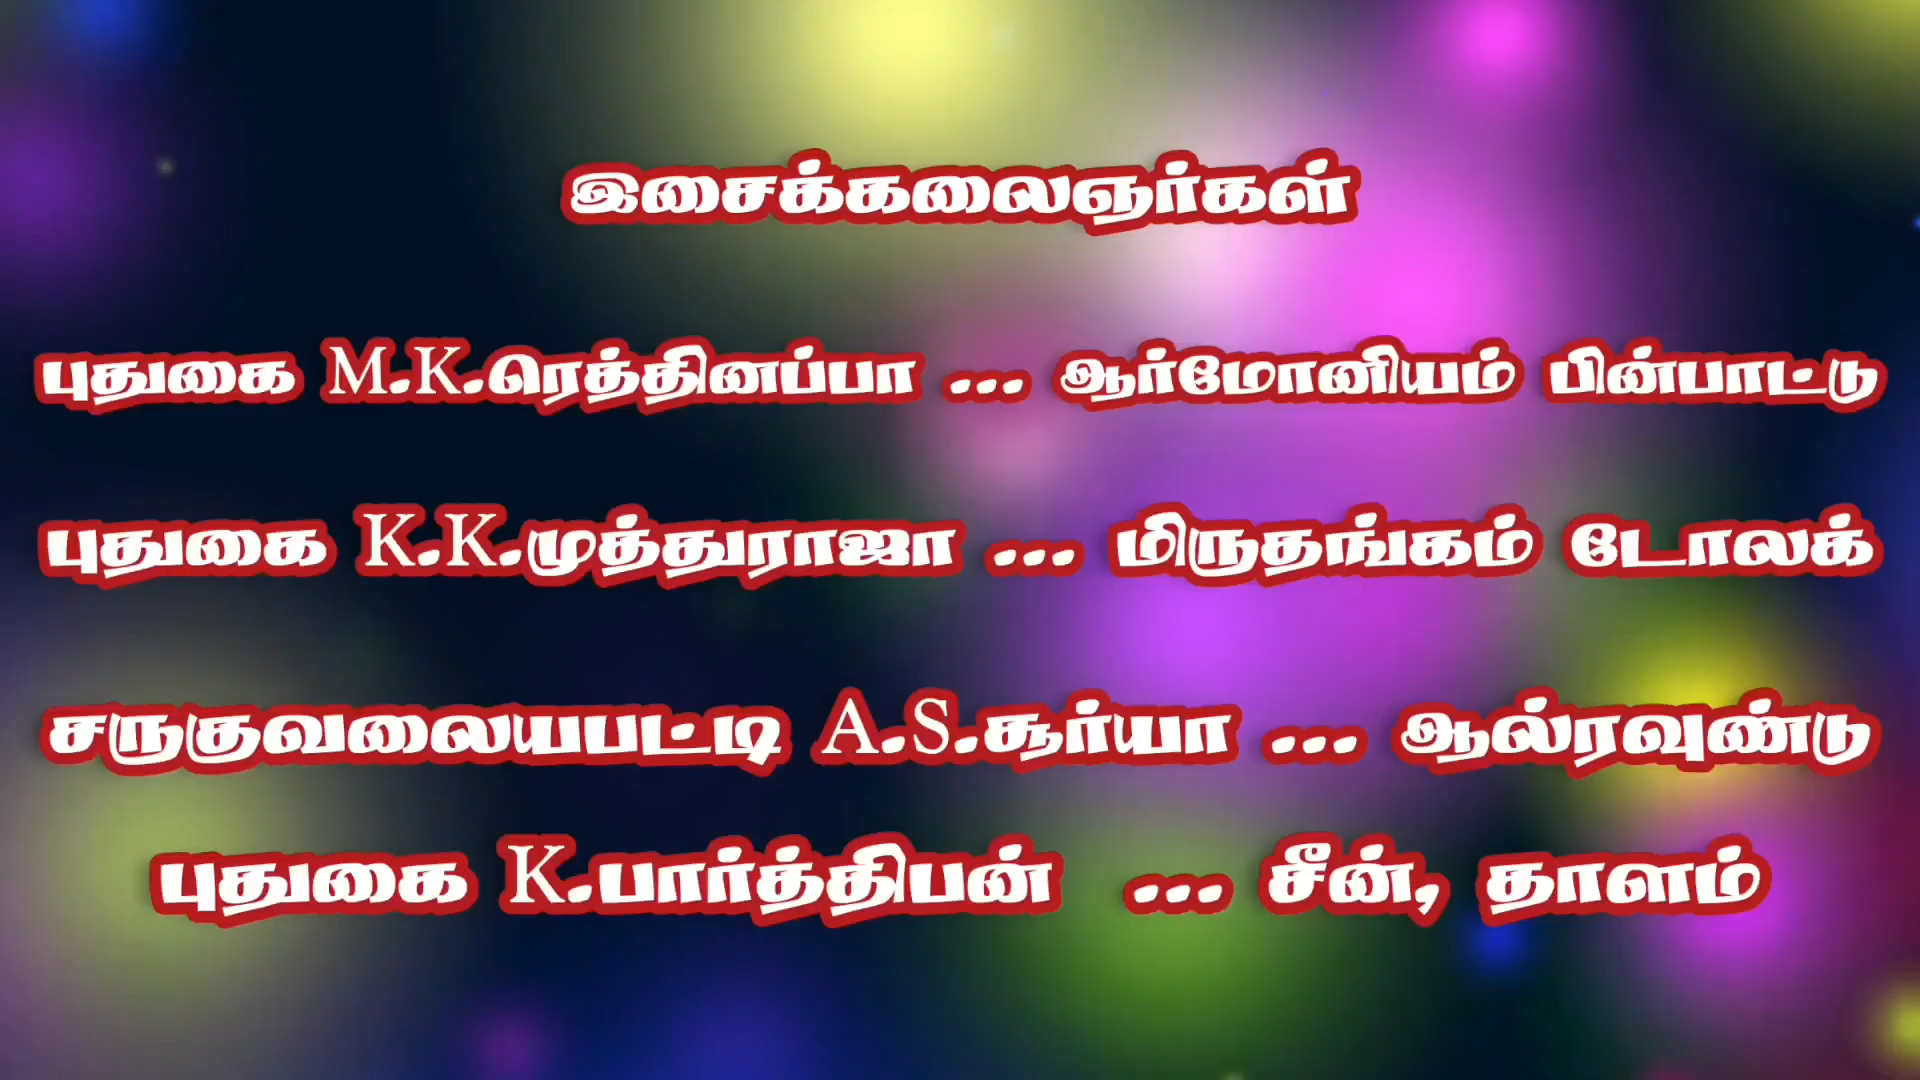 இசைக்கலைஞர்கள்
புதுகை M.K.ரெத்தினப்பா ... ஆர்மோனியம் பின்பாட்டு
புதுகை K.K.முத்துராஜா ... மிருதங்கம் டோலக்
சருகுவலையபட்டி A.S.சூர்யா ... ஆல்ரவுண்டு
புதுகை K.பார்த்திபன் ... சீன், தாளம்